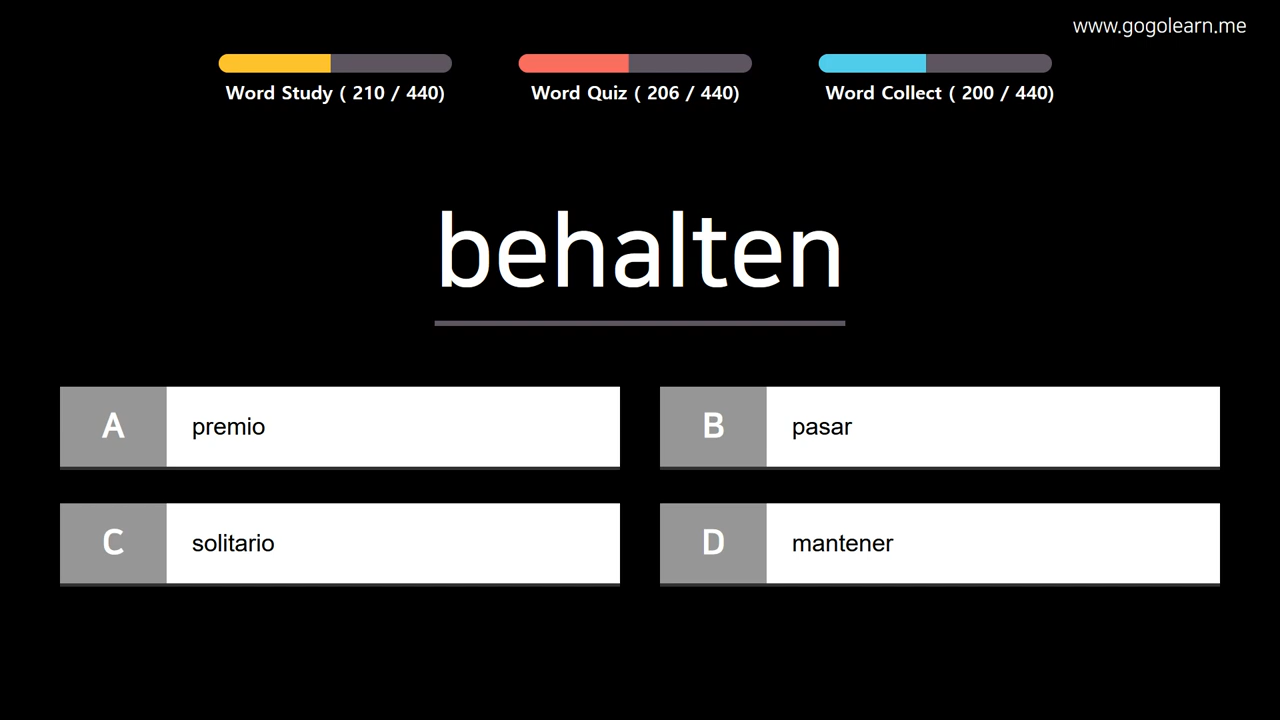 www.gogolearn.me
Word Study ( 210 / 440)
Word Quiz ( 206 / 440)
Word Collect ( 200 / 440)
behalten
A premio
B pasar
C solitario
D mantener